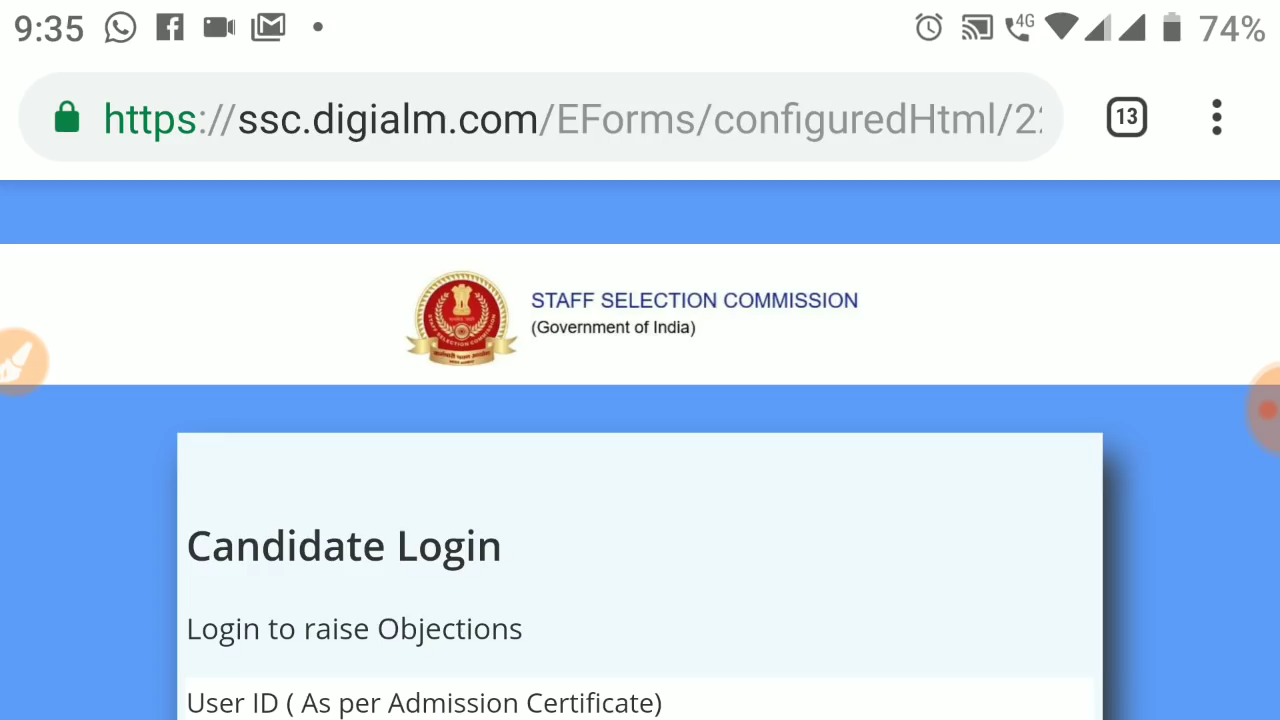 9:35
4G
74%
https://ssc.digialm.com/EForms/configuredHtml/2
13
STAFF SELECTION COMMISSION
(Government of India)
Candidate Login
Login to raise Objections
User ID ( As per Admission Certificate)